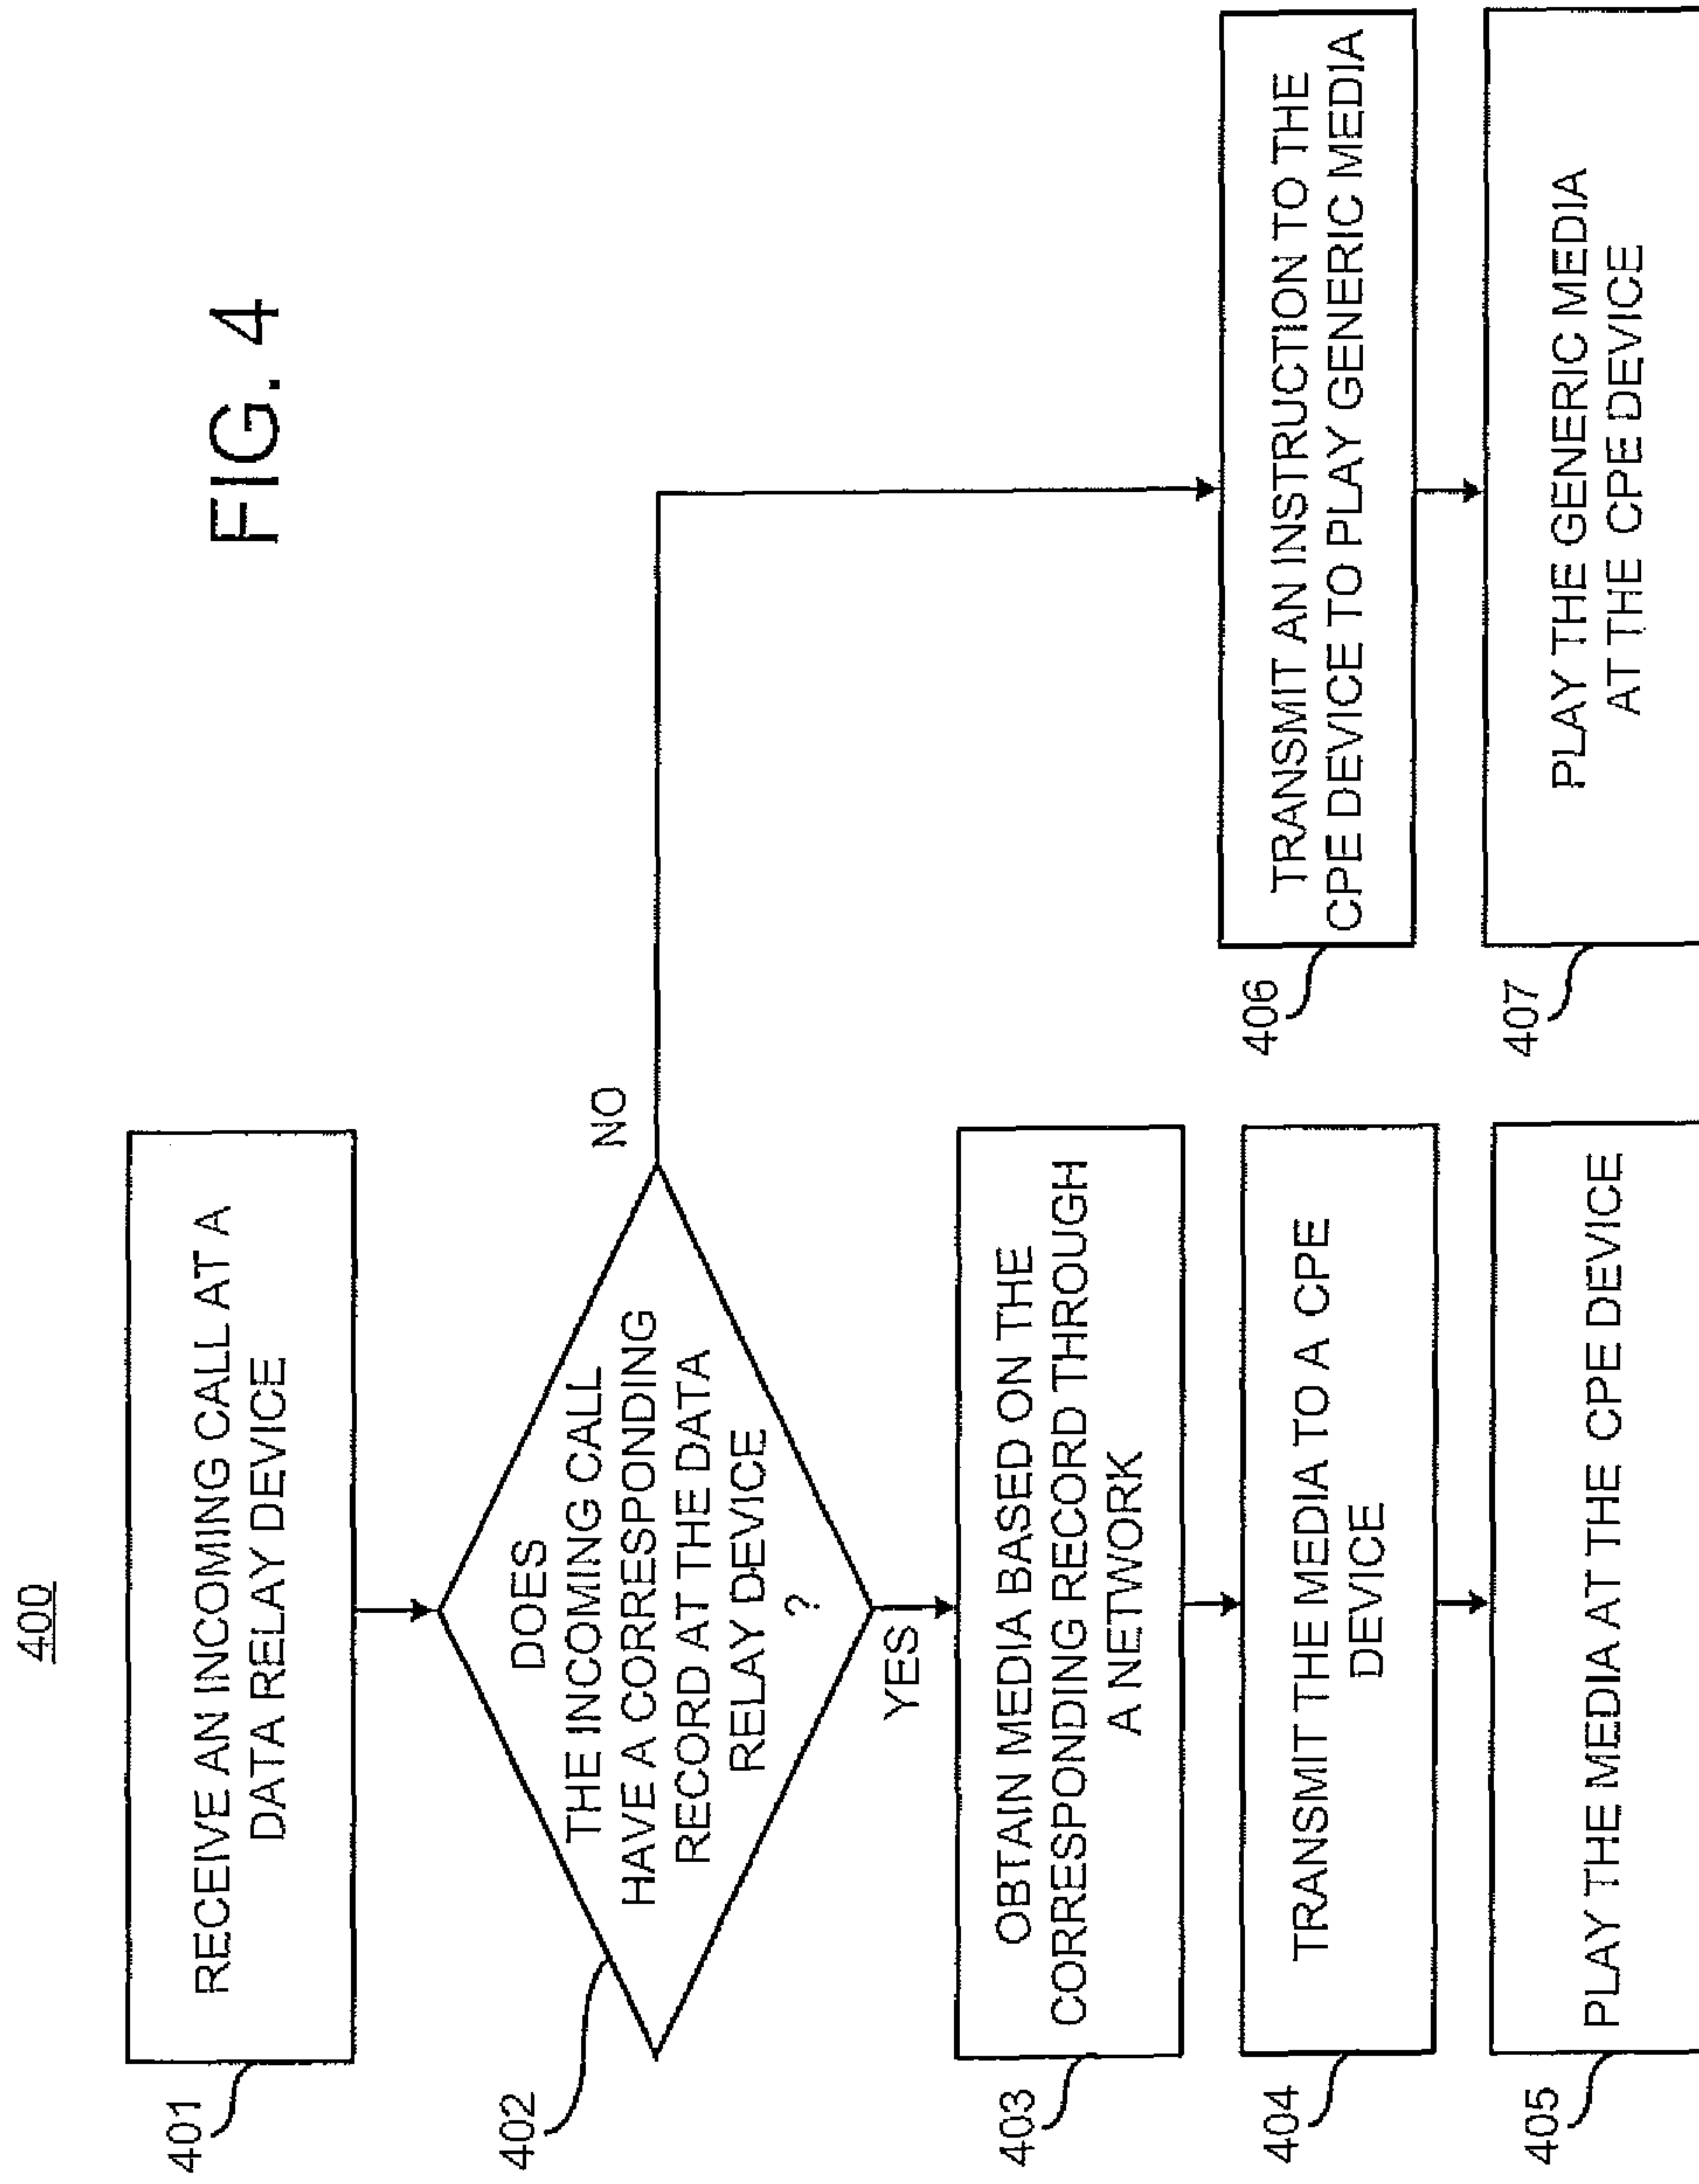 400
FIG. 4
401
RECEIVE AN INCOMING CALL AT A
DATA RELAY DEVICE
402
DOES
THE INCOMING CALL
HAVE A CORRESPONDING
RECORD AT THE DATA
RELAY DEVICE
?
NO
YES
403
OBTAIN MEDIA BASED ON THE
CORRESPONDING RECORD THROUGH
A NETWORK
404
TRANSMIT THE MEDIA TO A CPE
DEVICE
405
PLAY THE MEDIA AT THE CPE DEVICE
406
TRANSMIT AN INSTRUCTION TO THE
CPE DEVICE TO PLAY GENERIC MEDIA
407
PLAY THE GENERIC MEDIA
AT THE CPE DEVICE